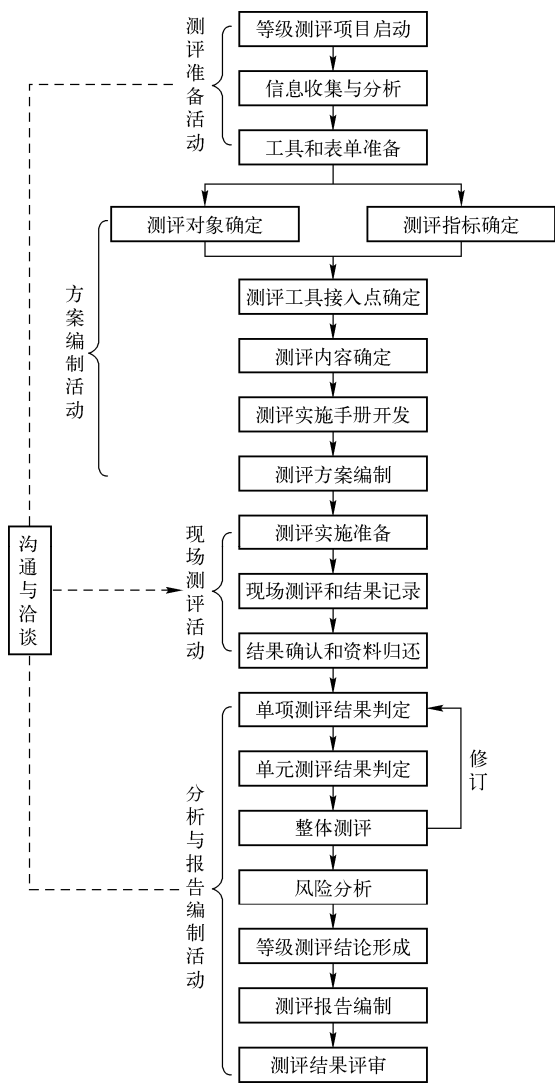 测评准备活动
等级测评项目启动
信息收集与分析
工具和表单准备
方案编制活动
测评对象确定
测评指标确定
测评工具接入点确定
测评内容确定
测评实施手册开发
测评方案编制
沟通与洽谈
现场测评活动
测评实施准备
现场测评和结果记录
结果确认和资料归还
分析与报告编制活动
单项测评结果判定
单元测评结果判定
修订
整体测评
风险分析
等级测评结论形成
测评报告编制
测评结果评审